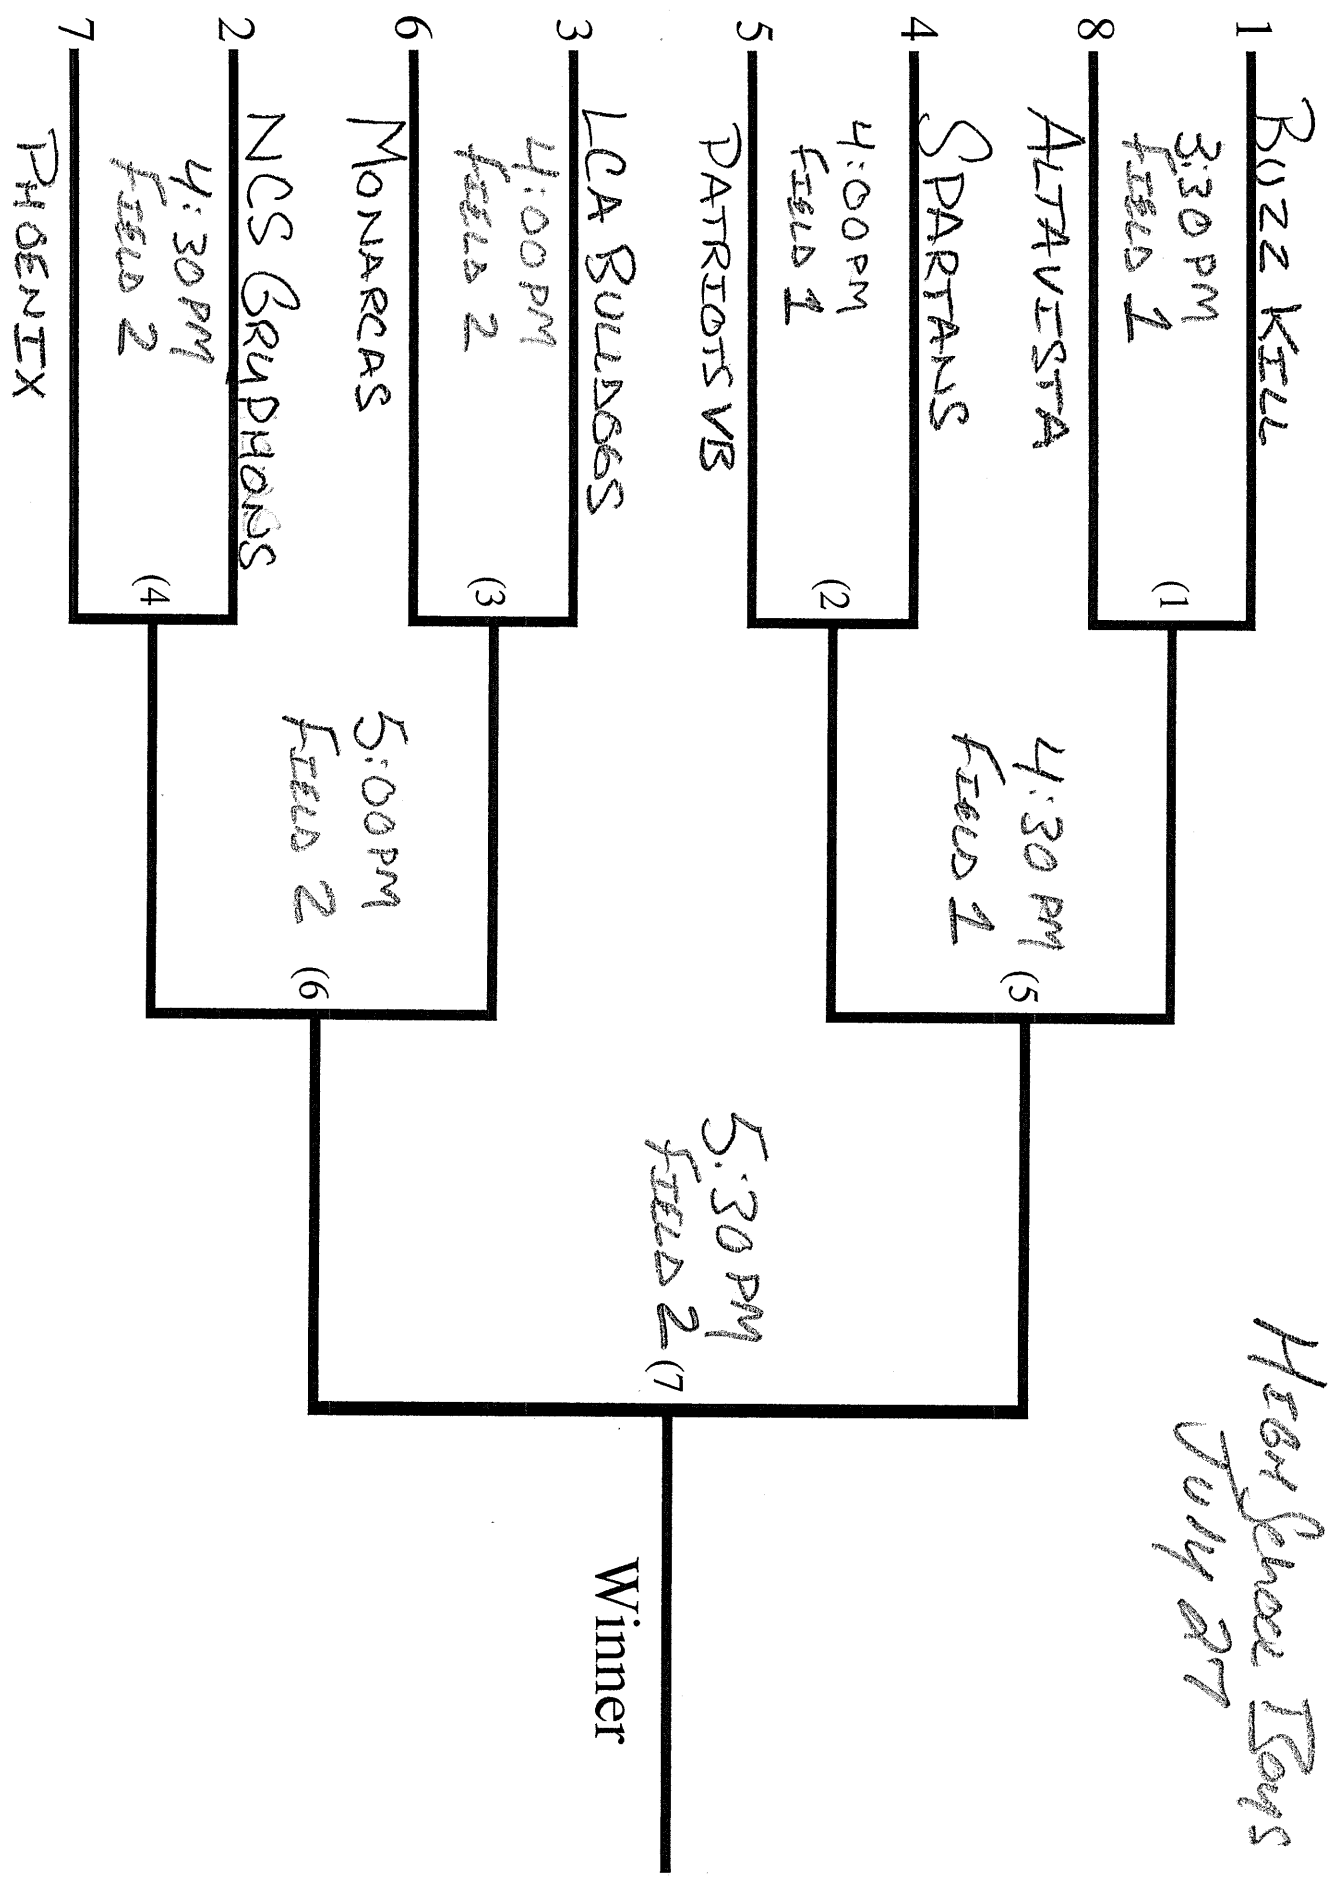 HIGH SCHOOL BOYS
JULY 27
1
BUZZ KILL
3:30 PM
FIELD 1
(1
8
ALTAVISTA
4:30 PM
FIELD 1
(5
4
SPARTANS
4:00 PM
FIELD 1
(2
5
PATRIOTS VB
5:30 PM
FIELD 2
(7
Winner
3
LCA BULLDOGS
4:00 PM
FIELD 2
(3
6
MONARCAS
5:00 PM
FIELD 2
(6
2
NCS GRYPHONS
4:30 PM
FIELD 2
(4
7
PHOENIX